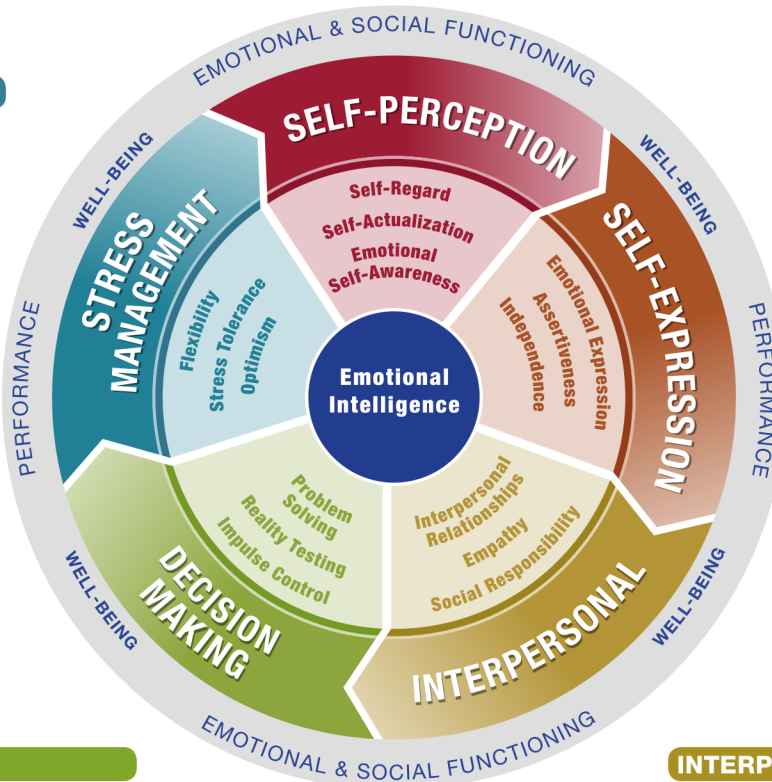 EMOTIONAL & SOCIAL FUNCTIONING
WELL-BEING
WELL-BEING
PERFORMANCE
PERFORMANCE
WELL-BEING
WELL-BEING
EMOTIONAL & SOCIAL FUNCTIONING
SELF-PERCEPTION
Self-Regard
Self-Actualization
Emotional
Self-Awareness
SELF-EXPRESSION
Emotional Expression
Assertiveness
Independence
INTERPERSONAL
Interpersonal
Relationships
Empathy
Social Responsibility
DECISION
MAKING
Problem
Solving
Reality Testing
Impulse Control
STRESS
MANAGEMENT
Flexibility
Stress Tolerance
Optimism
Emotional
Intelligence
INTERP